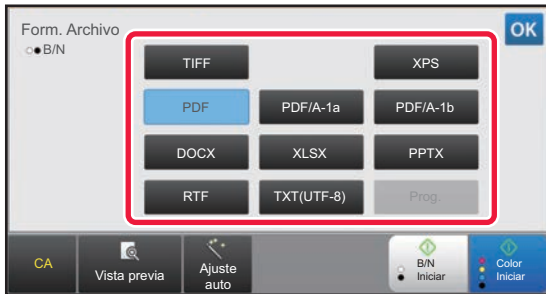 Form. Archivo
OK
B/N
TIFF
XPS
PDF
PDF/A-1a
PDF/A-1b
DOCX
XLSX
PPTX
RTF
TXT(UTF-8)
Prog.
CA
Vista previa
Ajuste
auto
B/N
Iniciar
Color
Iniciar